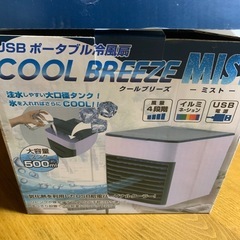 USB ポータブル冷風扇
COOL BREEZE MIST
クールブリーズ
ーミストー
注水しやすい大口径タンク!
氷を入れればさらにCOOL!!
風量
4段階
イルミ
ネーション
USB
電源
大容量
500ml